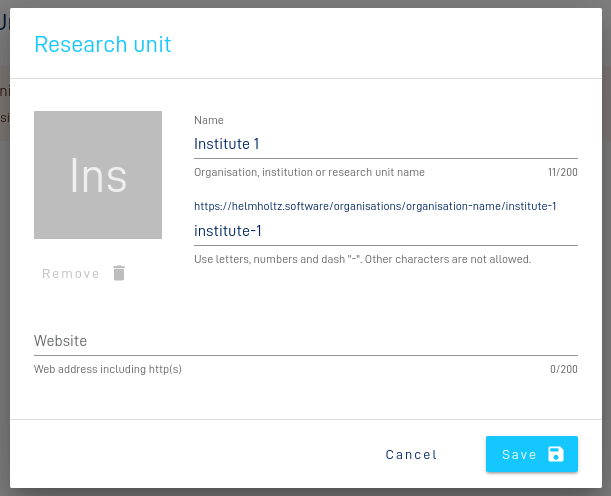 Research unit
Ins
Remove
Name
Institute 1
Organisation, institution or research unit name 11/200
https://helmholtz.software/organisations/organisation-name/institute-1
institute-1
Use letters, numbers and dash "-". Other characters are not allowed.
Website
Web address including http(s) 0/200
Cancel
Save